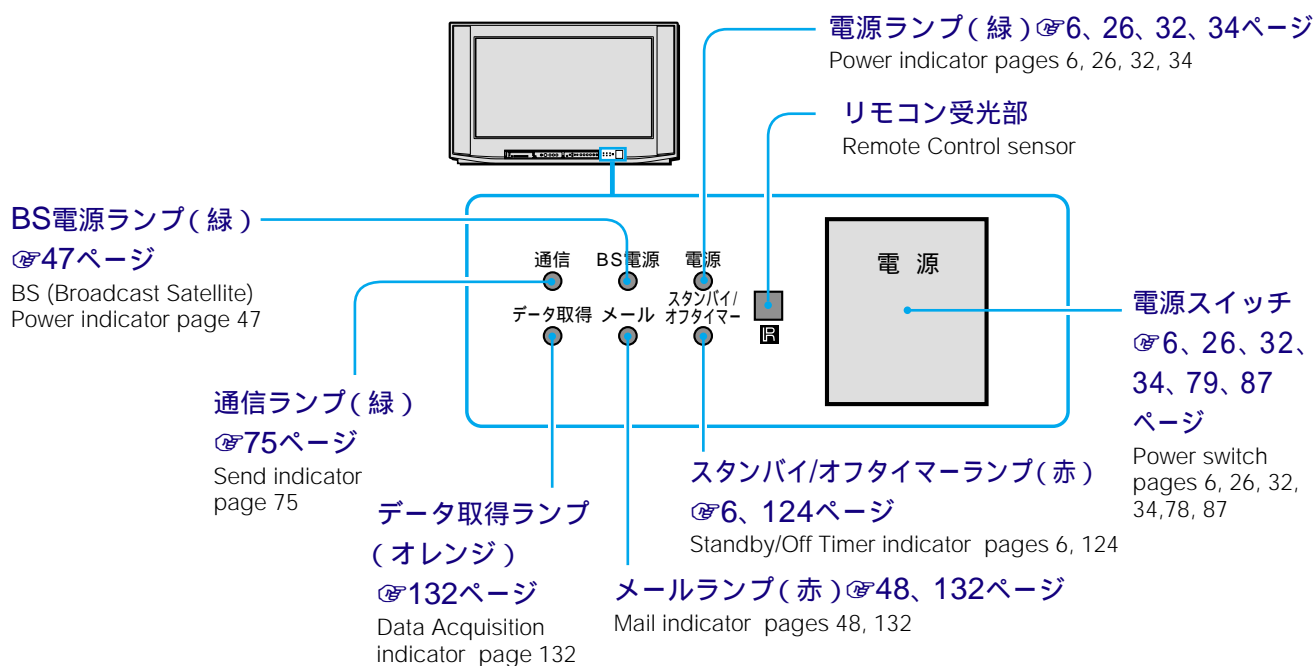 電源ランプ(緑)☞6、26、32、34ページ
Power indicator pages 6, 26, 32, 34
リモコン受光部
Remote Control sensor
BS電源ランプ(緑)
☞47ページ
BS (Broadcast Satellite)
Power indicator page 47
通信 BS電源 電源
データ取得 メール スタンバイ/
オフタイマー
R
電源
電源スイッチ
☞6、26、32、
34、79、87
ページ
Power switch
pages 6, 26, 32,
34,78, 87
通信ランプ(緑)
☞75ページ
Send indicator
page 75
スタンバイ/オフタイマーランプ(赤)
☞6、124ページ
Standby/Off Timer indicator pages 6, 124
データ取得ランプ
(オレンジ)
☞132ページ
Data Acquisition
indicator page 132
メールランプ(赤)☞48、132ページ
Mail indicator pages 48, 132